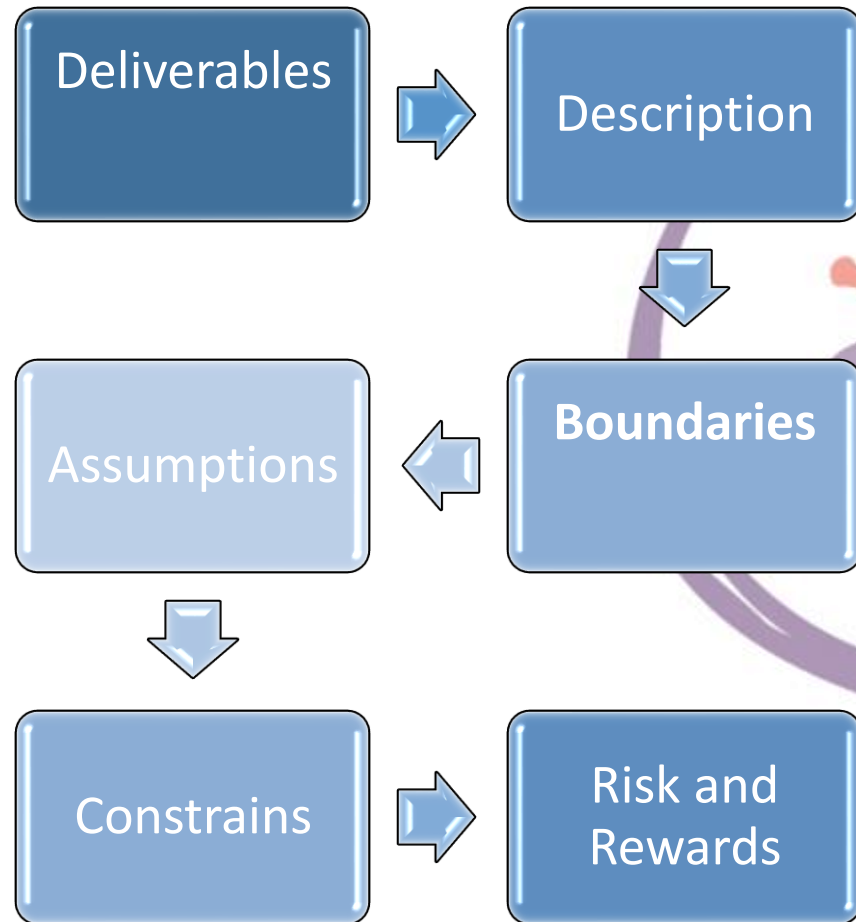 Deliverables
Description
Boundaries
Assumptions
Constrains
Risk and
Rewards